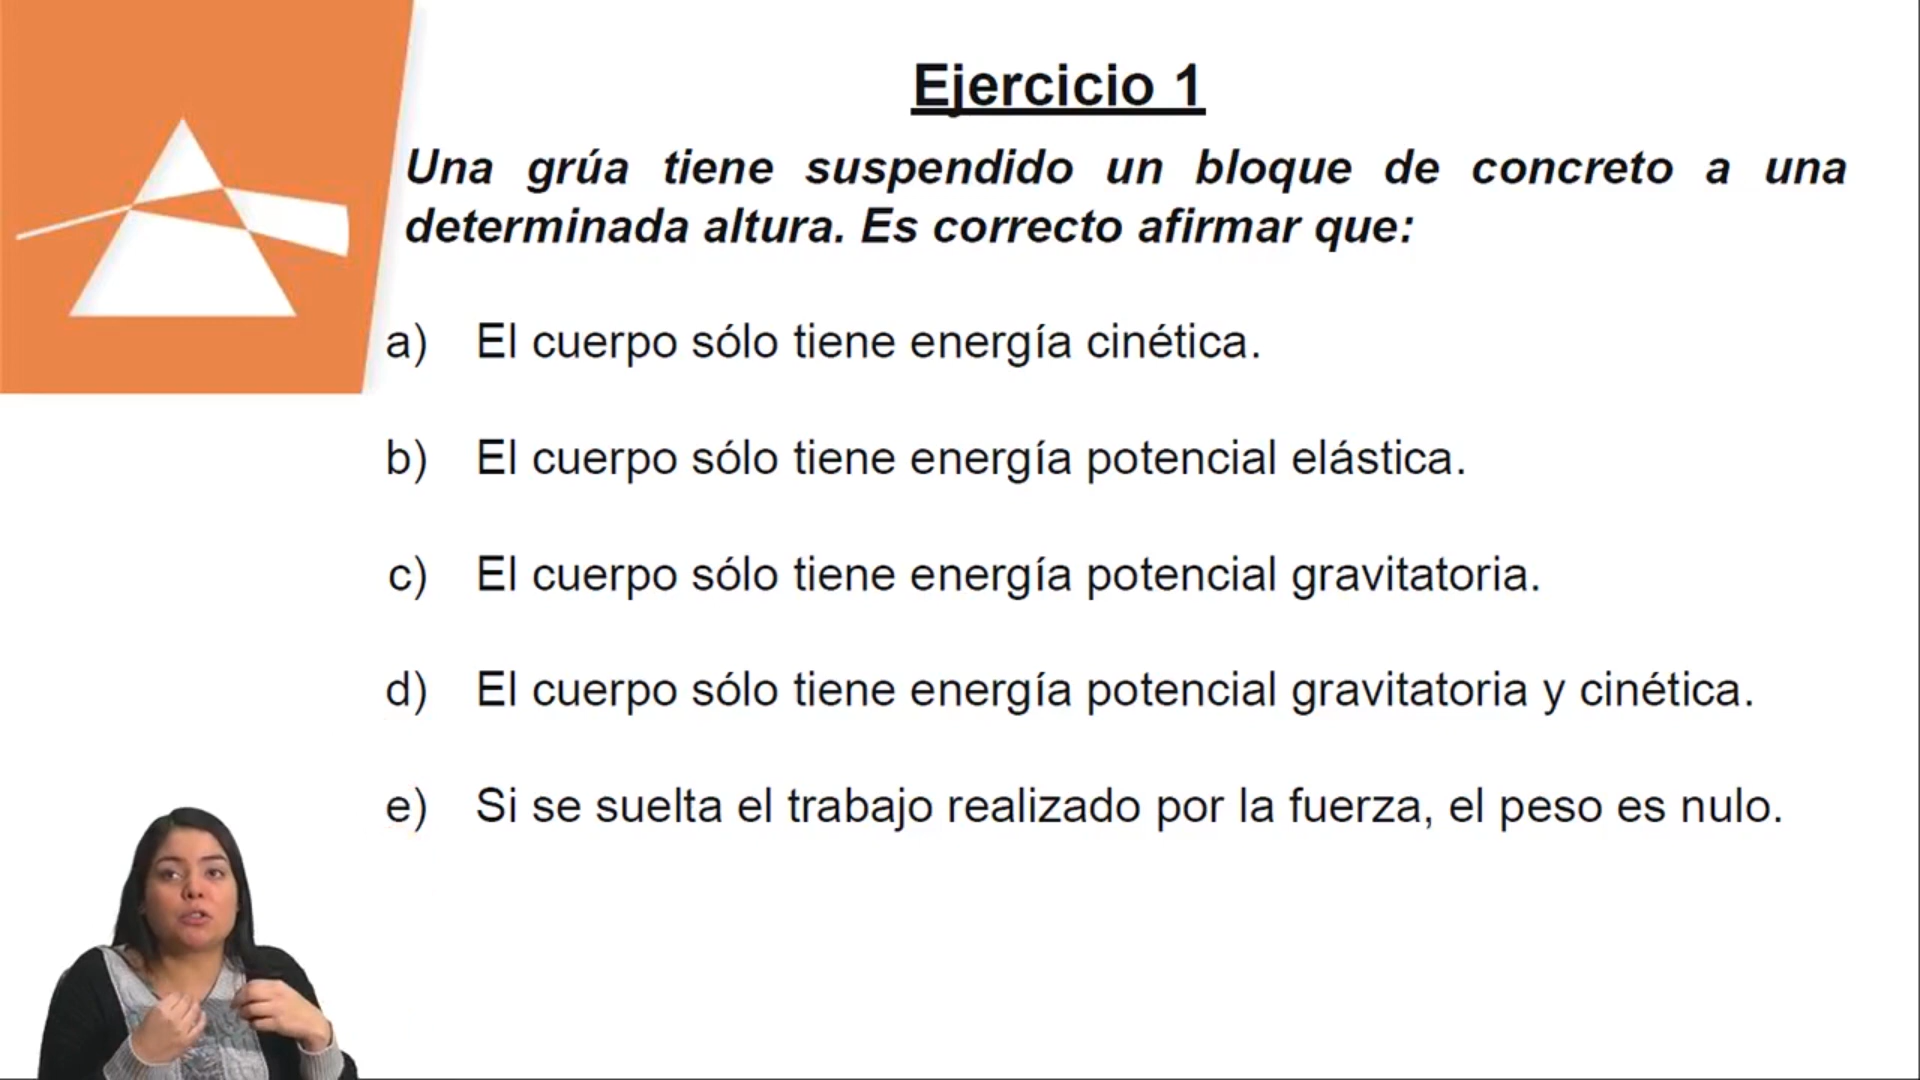 Ejercicio 1
Una grúa tiene suspendido un bloque de concreto a una
determinada altura. Es correcto afirmar que:
a) El cuerpo sólo tiene energía cinética.
b) El cuerpo sólo tiene energía potencial elástica.
c) El cuerpo sólo tiene energía potencial gravitatoria.
d) El cuerpo sólo tiene energía potencial gravitatoria y cinética.
e) Si se suelta el trabajo realizado por la fuerza, el peso es nulo.